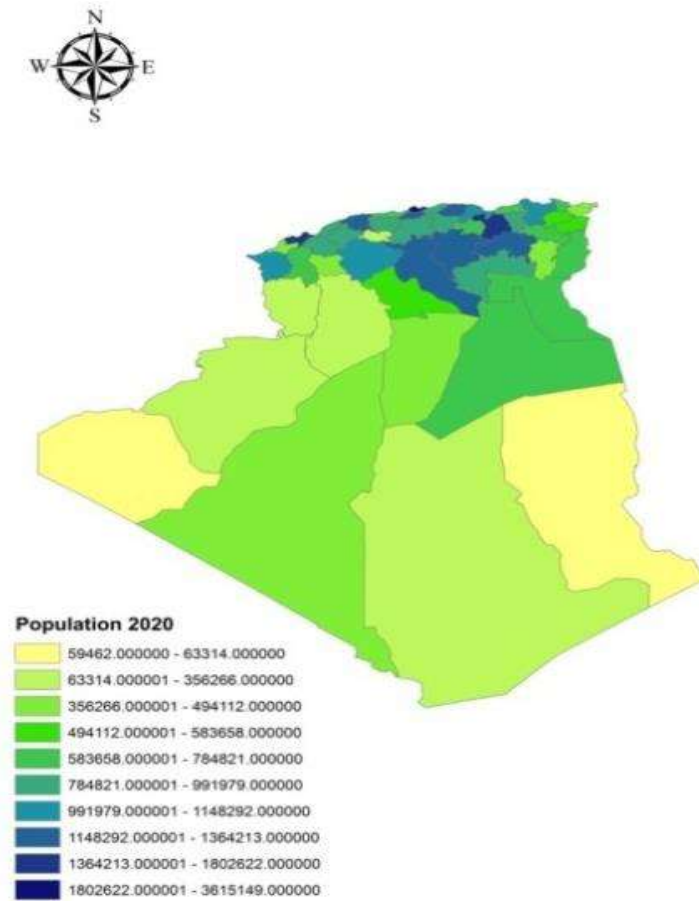 N
W E
S
Population 2020
59462.000000 - 63314.000000
63314.000001 - 356266.000000
356266.000001 - 494112.000000
494112.000001 - 583658.000000
583658.000001 - 784821.000000
784821.000001 - 991979.000000
991979.000001 - 1148292.000000
1148292.000001 - 1364213.000000
1364213.000001 - 1802622.000000
1802622.000001 - 3615149.000000